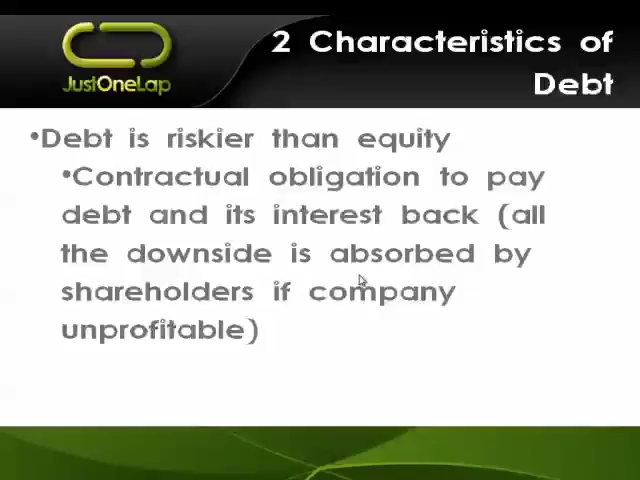 2 Characteristics of
Debt
JustOneLap
•Debt is riskier than equity
•Contractual obligation to pay
debt and its interest back (all
the downside is absorbed by
shareholders if company
unprofitable)